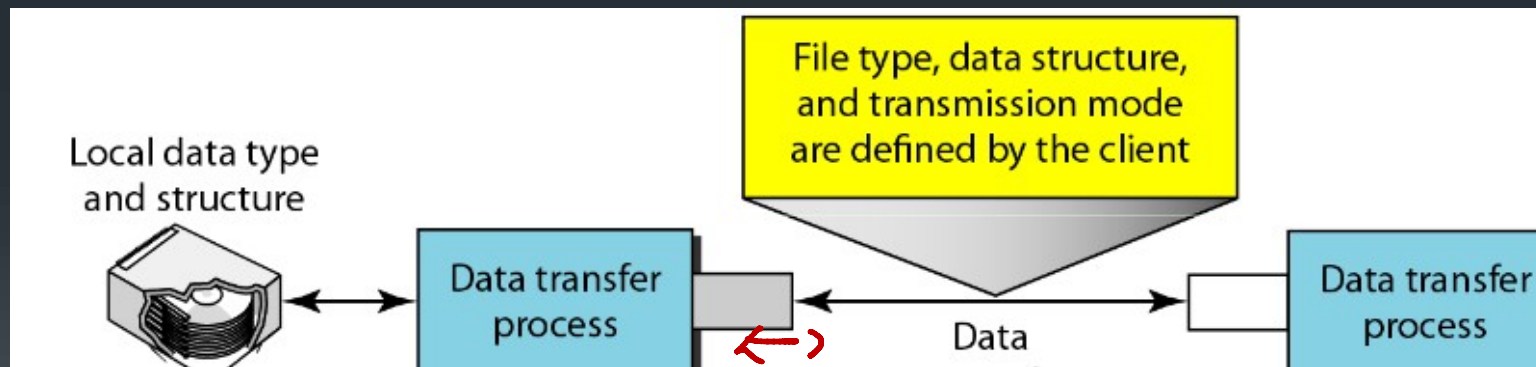 File type, data structure,
and transmission mode
are defined by the client
Local data type
and structure
Data transfer
process
Data
Data transfer
process